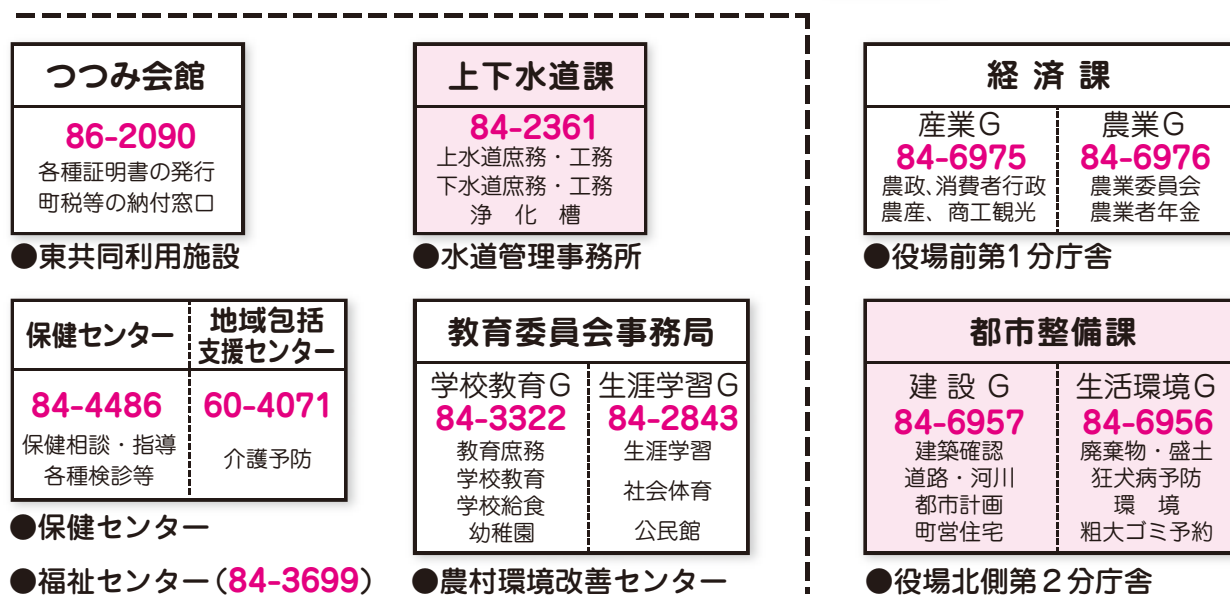 つつみ会館
86-2090
各種証明書の発行
町税等の納付窓口
●東共同利用施設
上下水道課
84-2361
上水道庶務・工務
下水道庶務・工務
浄 化 槽
●水道管理事務所
経 済 課
産業G
84-6975
農政、消費者行政
農産、商工観光
農業G
84-6976
農業委員会
農業者年金
●役場前第1分庁舎
保健センター
84-4486
保健相談・指導
各種検診等
地域包括
支援センター
60-4071
介護予防
●保健センター
●福祉センター(84-3699)
教育委員会事務局
学校教育G
84-3322
教育庶務
学校教育
学校給食
幼稚園
生涯学習G
84-2843
生涯学習
社会体育
公民館
●農村環境改善センター
都市整備課
建 設 G
84-6957
建築確認
道路・河川
都市計画
町営住宅
生活環境G
84-6956
廃棄物・盛土
狂犬病予防
環 境
粗大ゴミ予約
●役場北側第2分庁舎